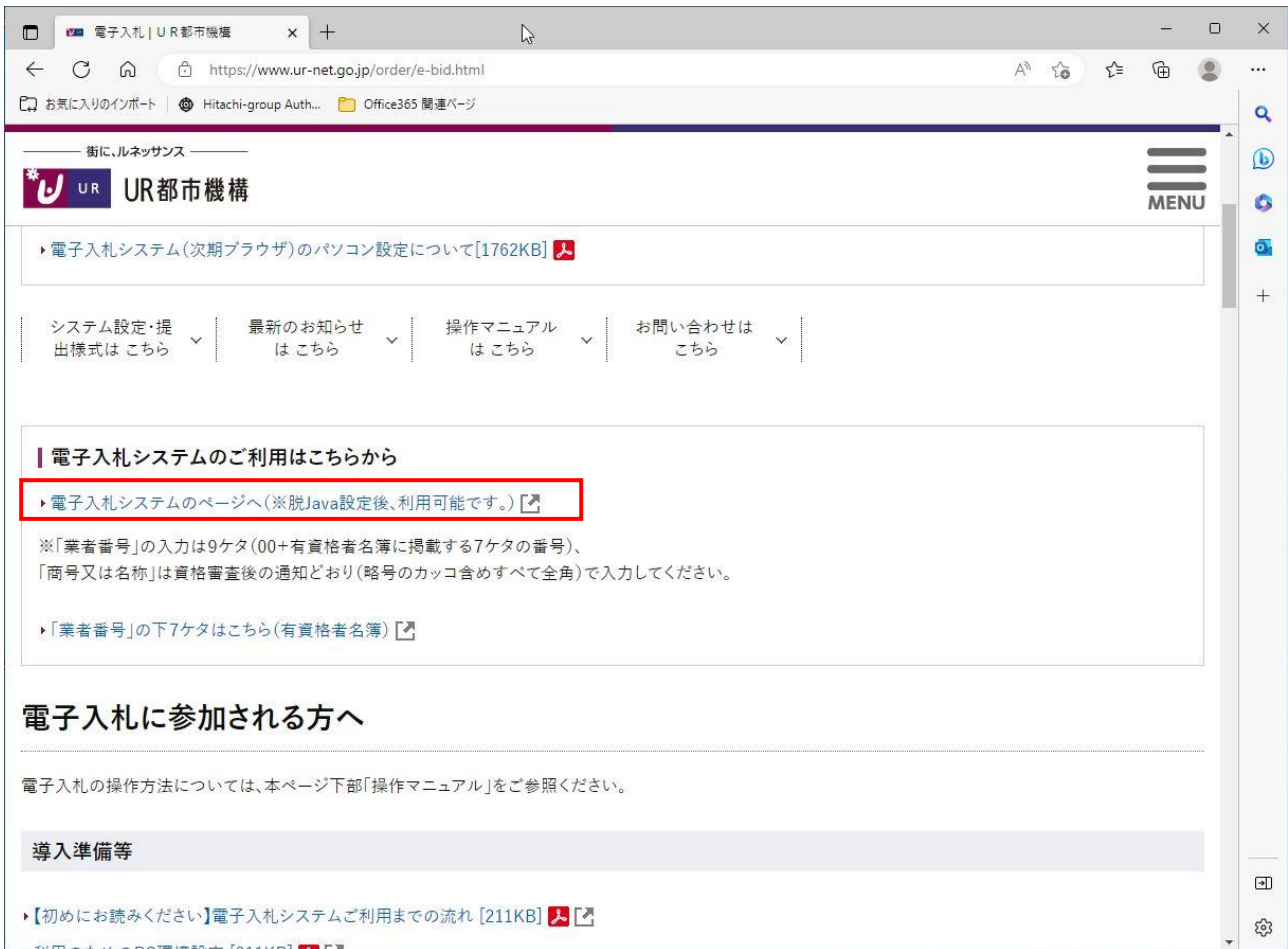 電子入札 | UR都市機構
https://www.ur-net.go.jp/order/e-bid.html
お気に入りのインポート Hitachi-group Auth... Office365 関連ページ
街に、ルネッサンス
UR UR都市機構
MENU
電子入札システム(次期ブラウザ)のパソコン設定について[1762KB]
システム設定・提出様式は こちら
最新のお知らせは こちら
操作マニュアルは こちら
お問い合わせはこちら
電子入札システムのご利用はこちらから
電子入札システムのページへ(※脱Java設定後、利用可能です。)
※「業者番号」の入力は9ケタ(00+有資格者名簿に掲載する7ケタの番号)、
「商号又は名称」は資格審査後の通知どおり(略号のカッコ含めすべて全角)で入力してください。
「業者番号」の下7ケタはこちら(有資格者名簿)
電子入札に参加される方へ
電子入札の操作方法については、本ページ下部「操作マニュアル」をご参照ください。
導入準備等
【初めにお読みください】電子入札システムご利用までの流れ [211KB]